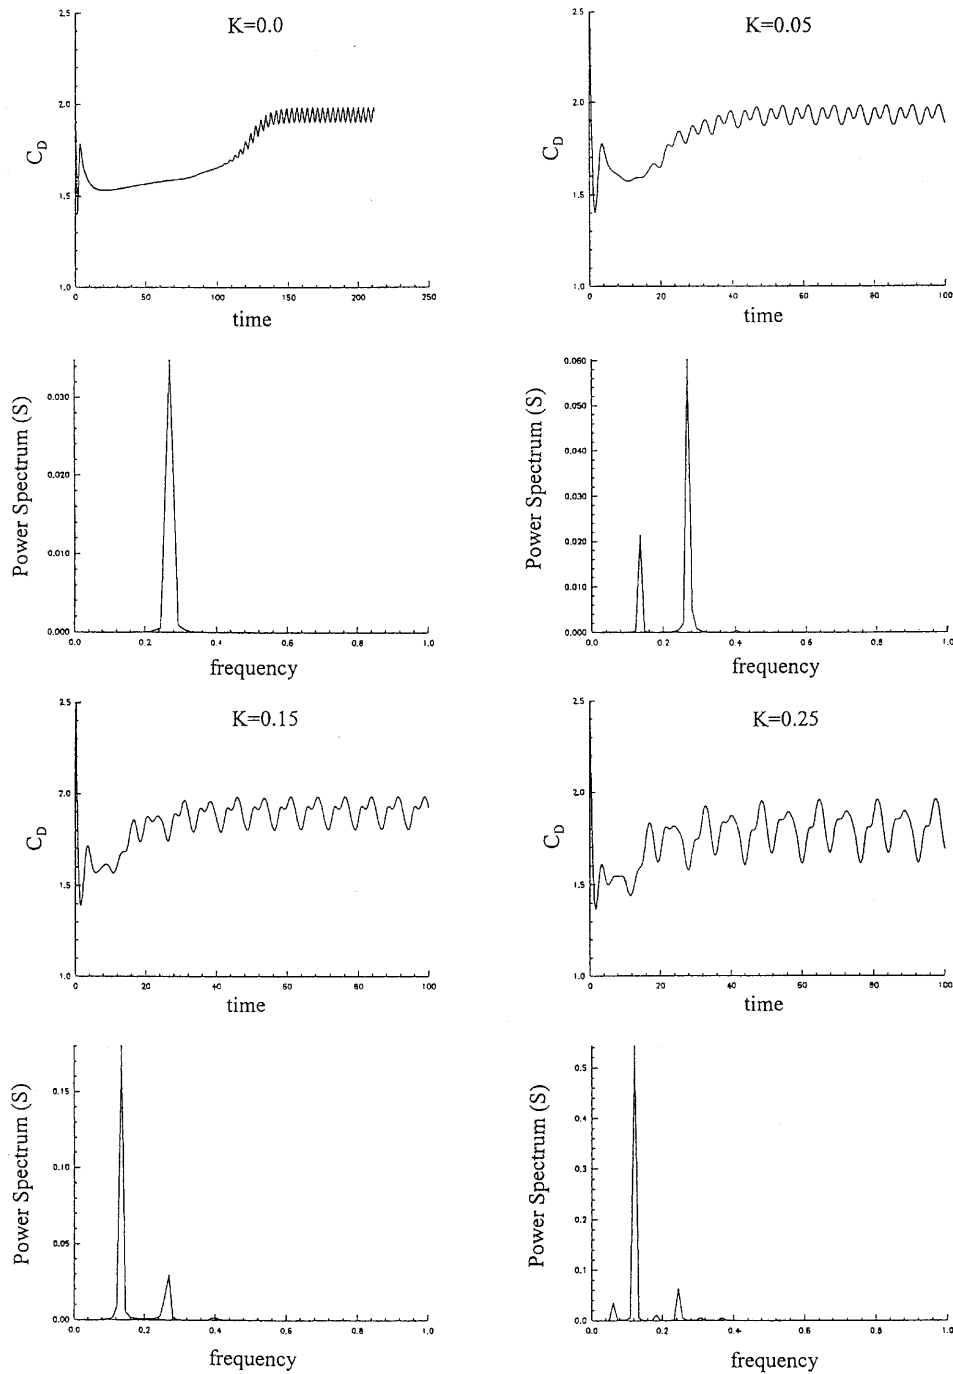 K=0.0
2.5
2.0
1.5
1.0
C_D
0 50 100 150 200 250
time
K=0.05
2.5
2.0
1.5
1.0
C_D
0 20 40 60 80 100
time
Power Spectrum (S)
0.030
0.020
0.010
0.000
0.0 0.2 0.4 0.6 0.8 1.0
frequency
Power Spectrum (S)
0.060
0.050
0.040
0.030
0.020
0.010
0.000
0.0 0.2 0.4 0.6 0.8 1.0
frequency
K=0.15
2.5
2.0
1.5
1.0
C_D
0 20 40 60 80 100
time
K=0.25
2.5
2.0
1.5
1.0
C_D
0 20 40 60 80 100
time
Power Spectrum (S)
0.15
0.10
0.05
0.00
0.0 0.2 0.4 0.6 0.8 1.0
frequency
Power Spectrum (S)
0.5
0.4
0.3
0.2
0.1
0.0
0.0 0.2 0.4 0.6 0.8 1.0
frequency